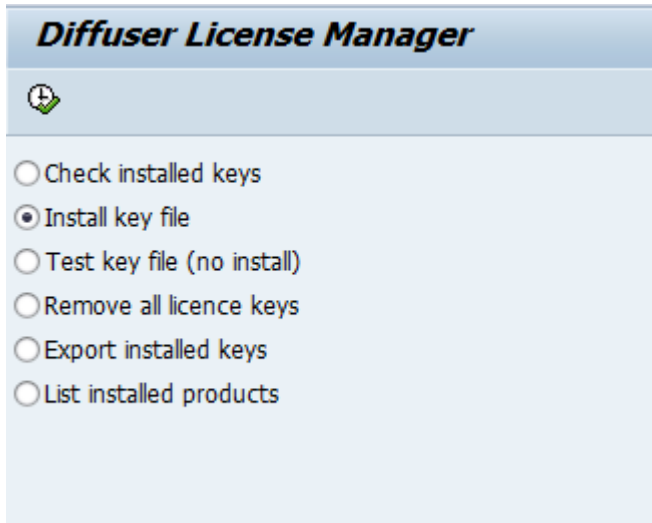 Diffuser License Manager
Check installed keys
Install key file
Test key file (no install)
Remove all licence keys
Export installed keys
List installed products